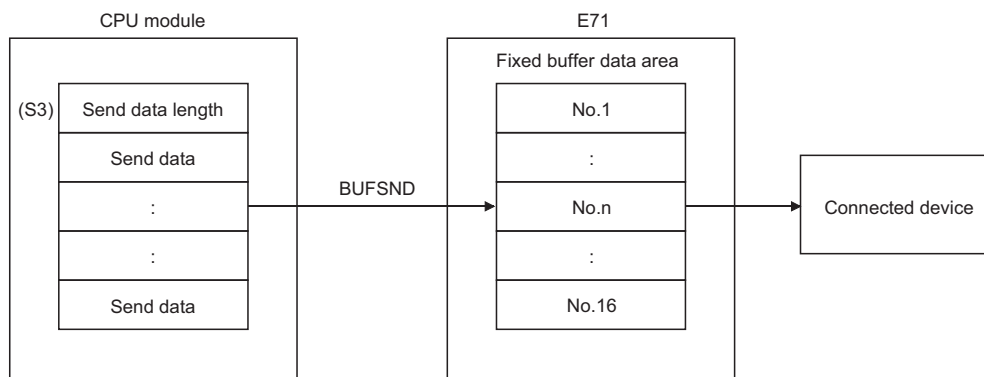 CPU module
E71
Fixed buffer data area
(S3)
Send data length
No.1
Send data
:
:
BUFSND
No.n
Connected device
:
:
Send data
No.16